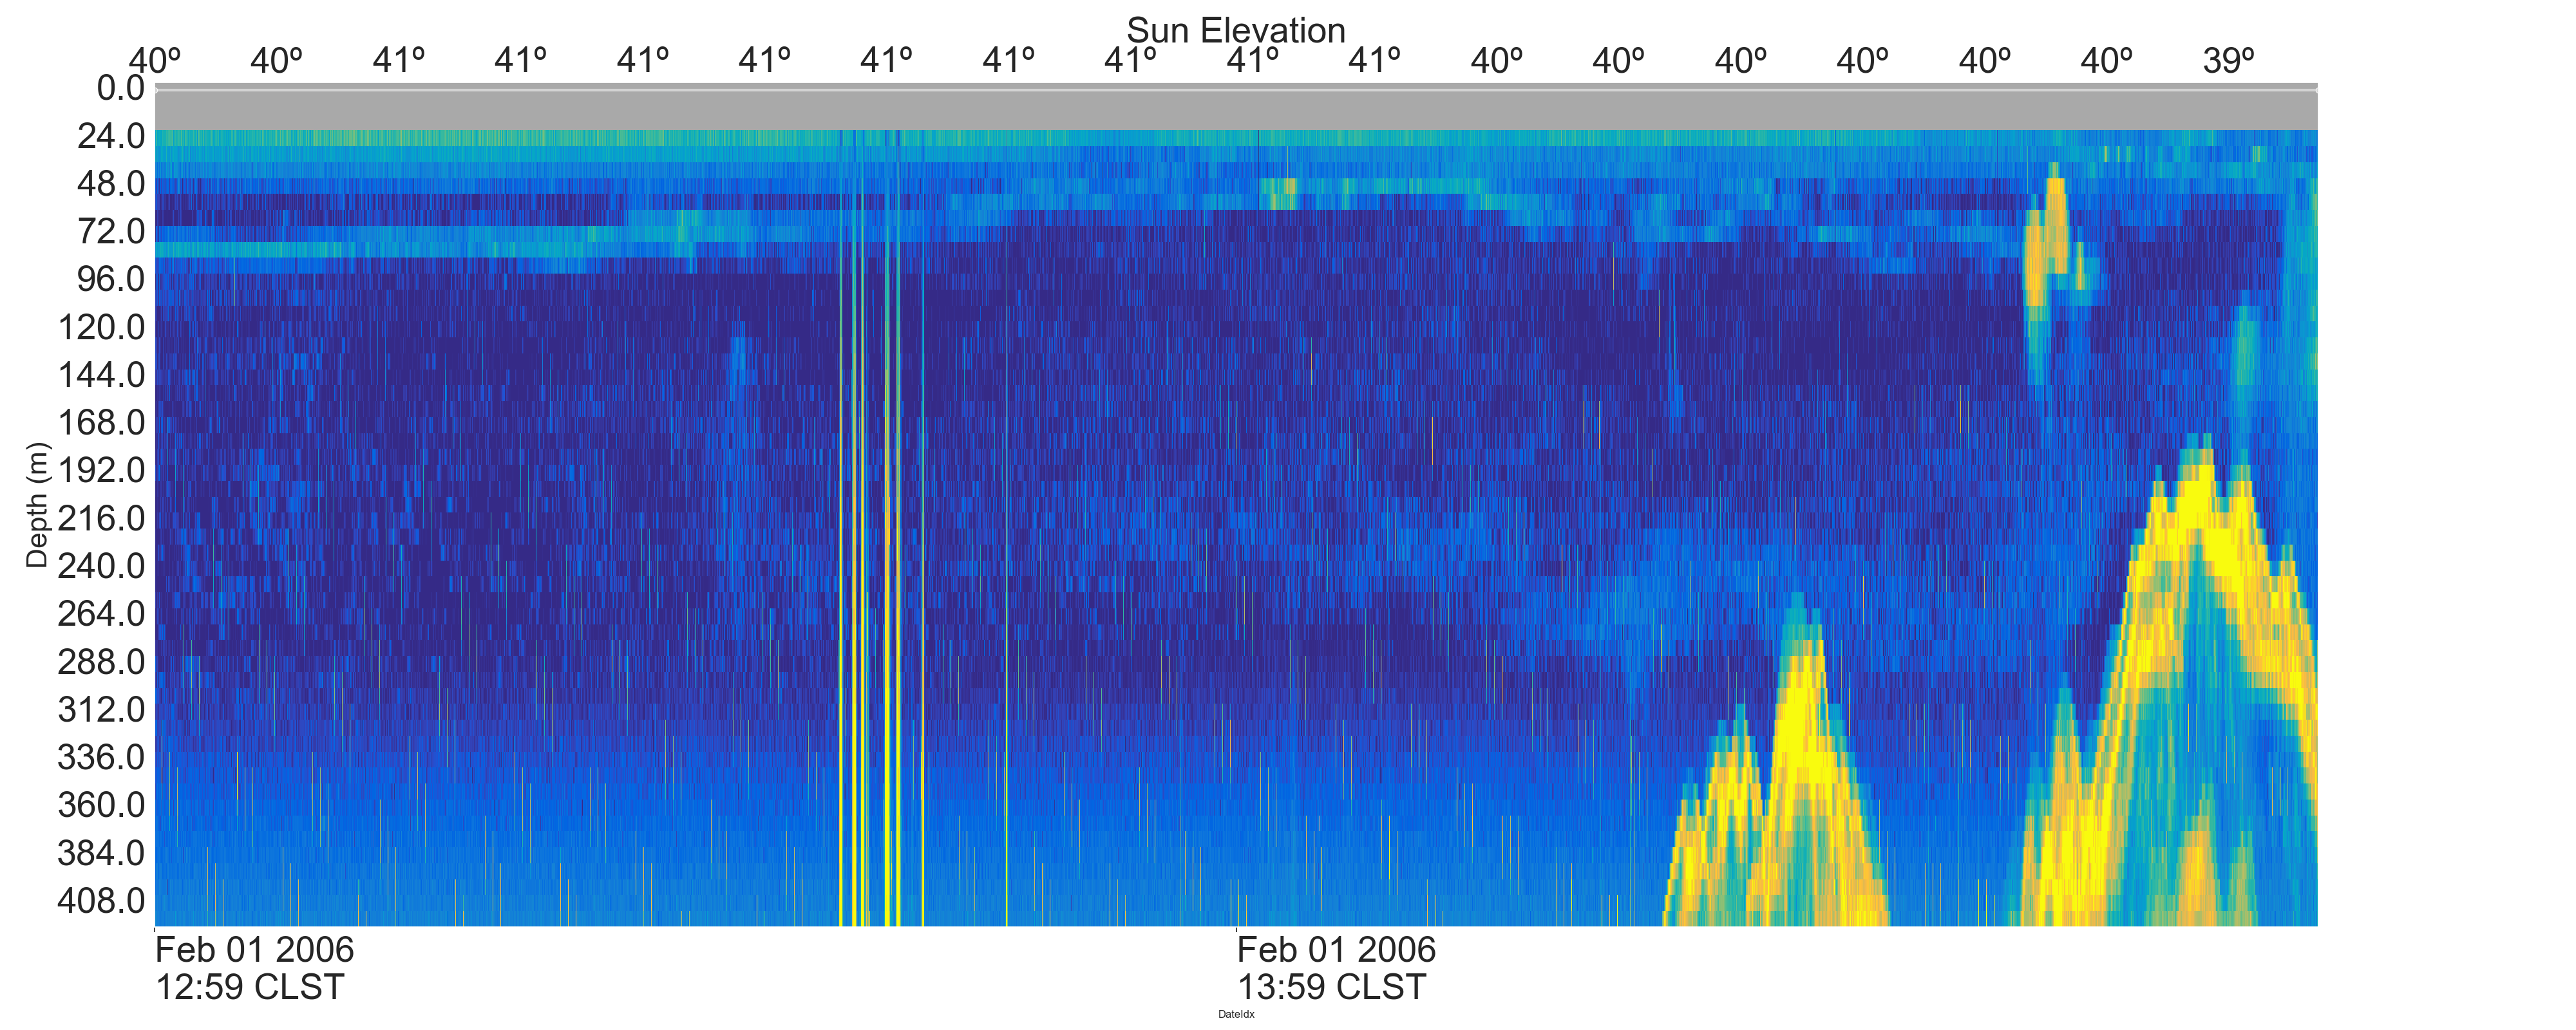 Sun Elevation
40º 40º 41º 41º 41º 41º 41º 41º 41º 41º 41º 40º 40º 40º 40º 40º 40º 39º
0.0
24.0
48.0
72.0
96.0
120.0
144.0
168.0
192.0
216.0
240.0
264.0
288.0
312.0
336.0
360.0
384.0
408.0
Depth (m)
Feb 01 2006
12:59 CLST
Feb 01 2006
13:59 CLST
DateIdx